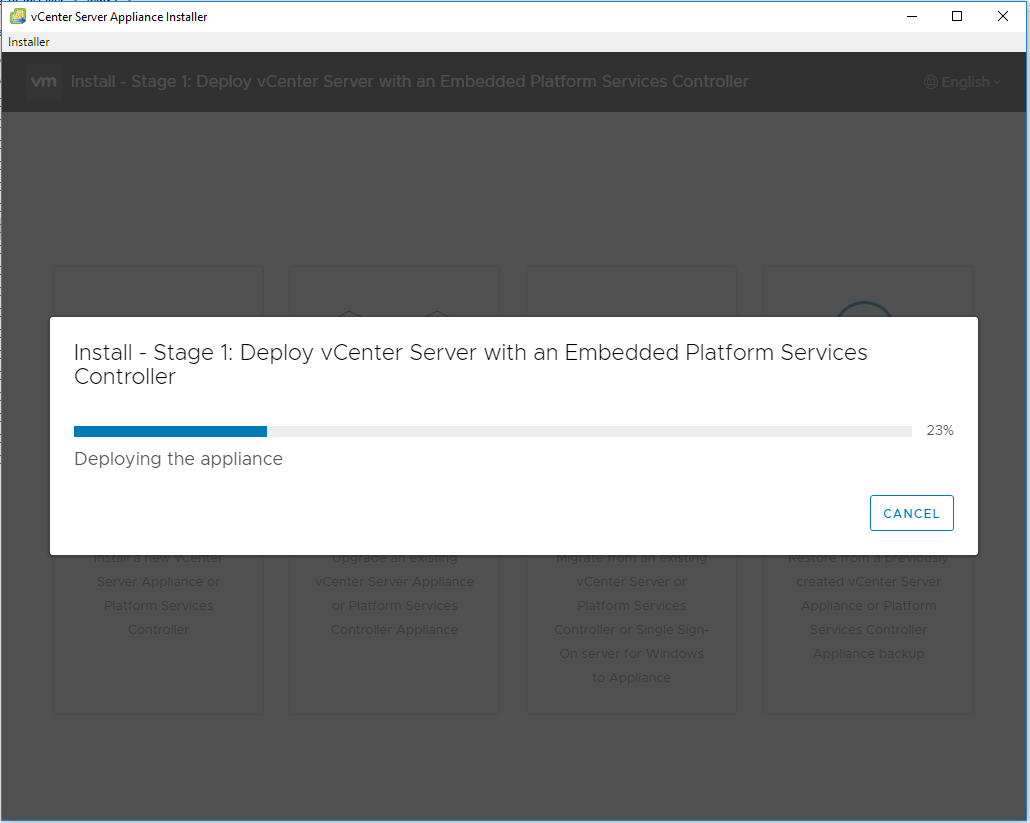 vCenter Server Appliance Installer
Installer
vm Install - Stage 1: Deploy vCenter Server with an Embedded Platform Services Controller English
Install - Stage 1: Deploy vCenter Server with an Embedded Platform Services
Controller
23%
Deploying the appliance
CANCEL
Install a new vCenter
Server Appliance or
Platform Services
Controller
Upgrade an existing
vCenter Server Appliance
or Platform Services
Controller Appliance
Migrate from an existing
vCenter Server or
Platform Services
Controller or Single Sign-
On server for Windows
to Appliance
Restore from a previously
created vCenter Server
Appliance or Platform
Services Controller
Appliance backup